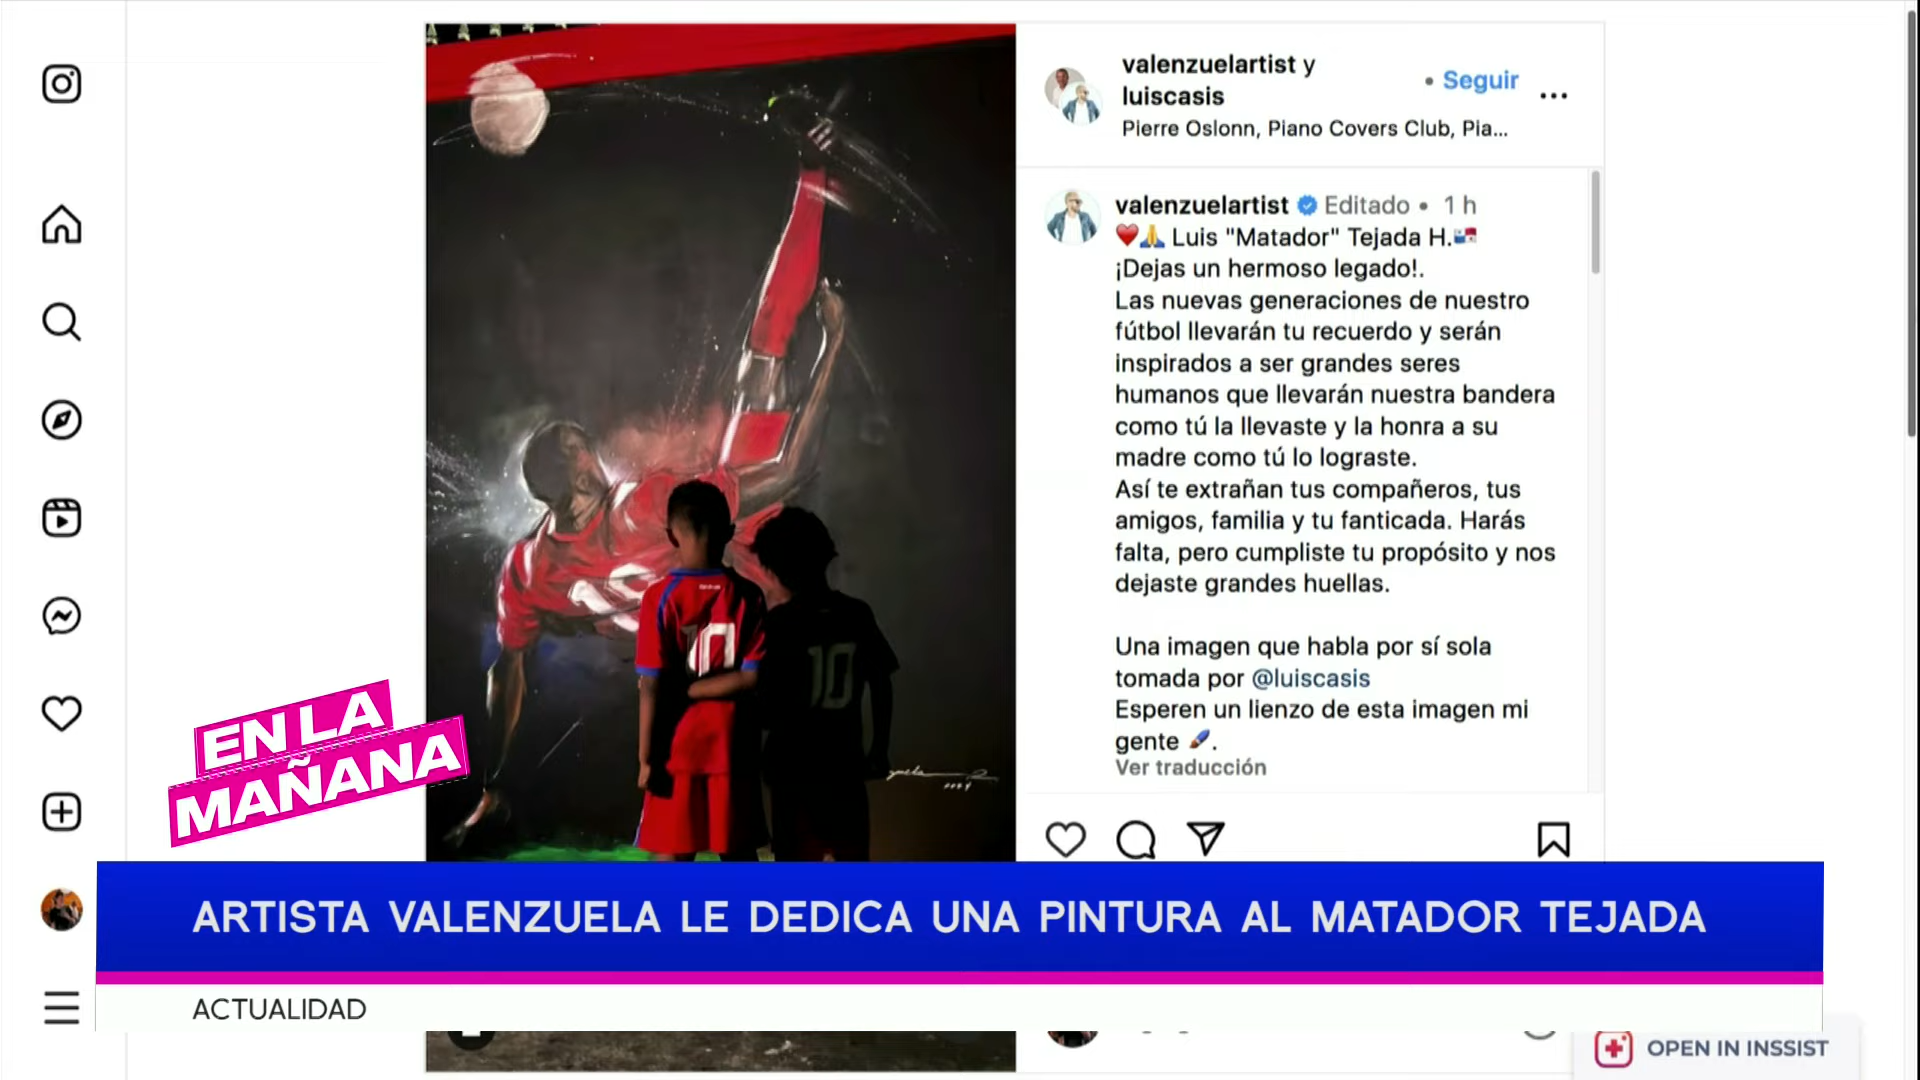 valenzuelartist y
luiscasis
• Seguir
Pierre Oslonn, Piano Covers Club, Pia...
valenzuelartist Editado • 1 h
❤️🙏 Luis "Matador" Tejada H.🇵🇦
¡Dejas un hermoso legado!.
Las nuevas generaciones de nuestro
fútbol llevarán tu recuerdo y serán
inspirados a ser grandes seres
humanos que llevarán nuestra bandera
como tú la llevaste y la honra a su
madre como tú lo lograste.
Así te extrañan tus compañeros, tus
amigos, familia y tu fanticada. Harás
falta, pero cumpliste tu propósito y nos
dejaste grandes huellas.
Una imagen que habla por sí sola
tomada por @luiscasis
Esperen un lienzo de esta imagen mi
gente 🖌️.
Ver traducción
10
10
EN LA
MAÑANA
ARTISTA VALENZUELA LE DEDICA UNA PINTURA AL MATADOR TEJADA
ACTUALIDAD
OPEN IN INSSIST